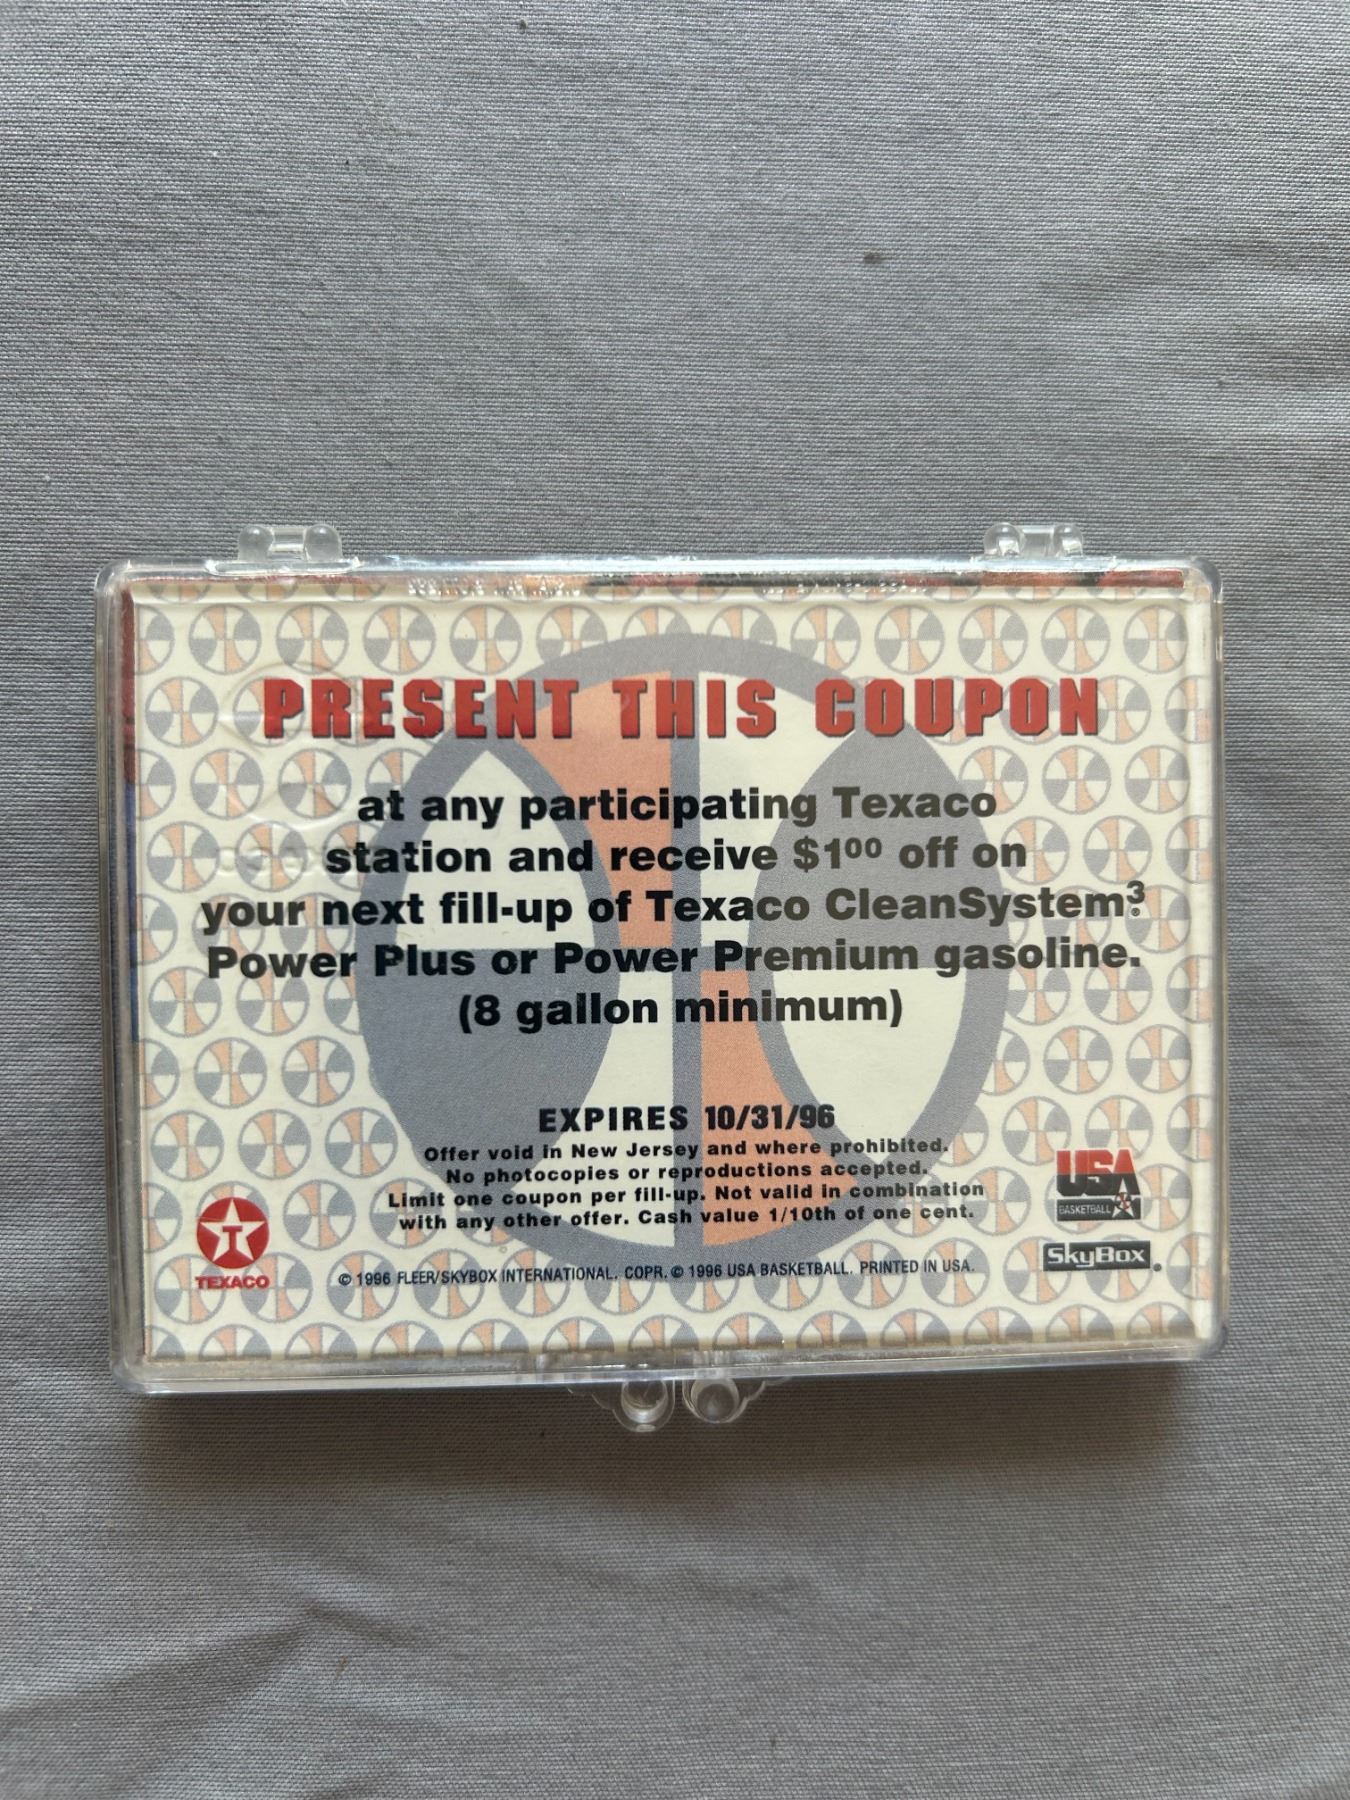 PRESENT THIS COUPON
at any participating Texaco
station and receive $1⁰⁰ off on
your next fill-up of Texaco CleanSystem³®
Power Plus or Power Premium gasoline.
(8 gallon minimum)
EXPIRES 10/31/96
Offer void in New Jersey and where prohibited.
No photocopies or reproductions accepted.
Limit one coupon per fill-up. Not valid in combination
with any other offer. Cash value 1/10th of one cent.
T
TEXACO
© 1996 FLEER/SKYBOX INTERNATIONAL. COPR. © 1996 USA BASKETBALL. PRINTED IN USA.
USA
BASKETBALL
SkyBox®